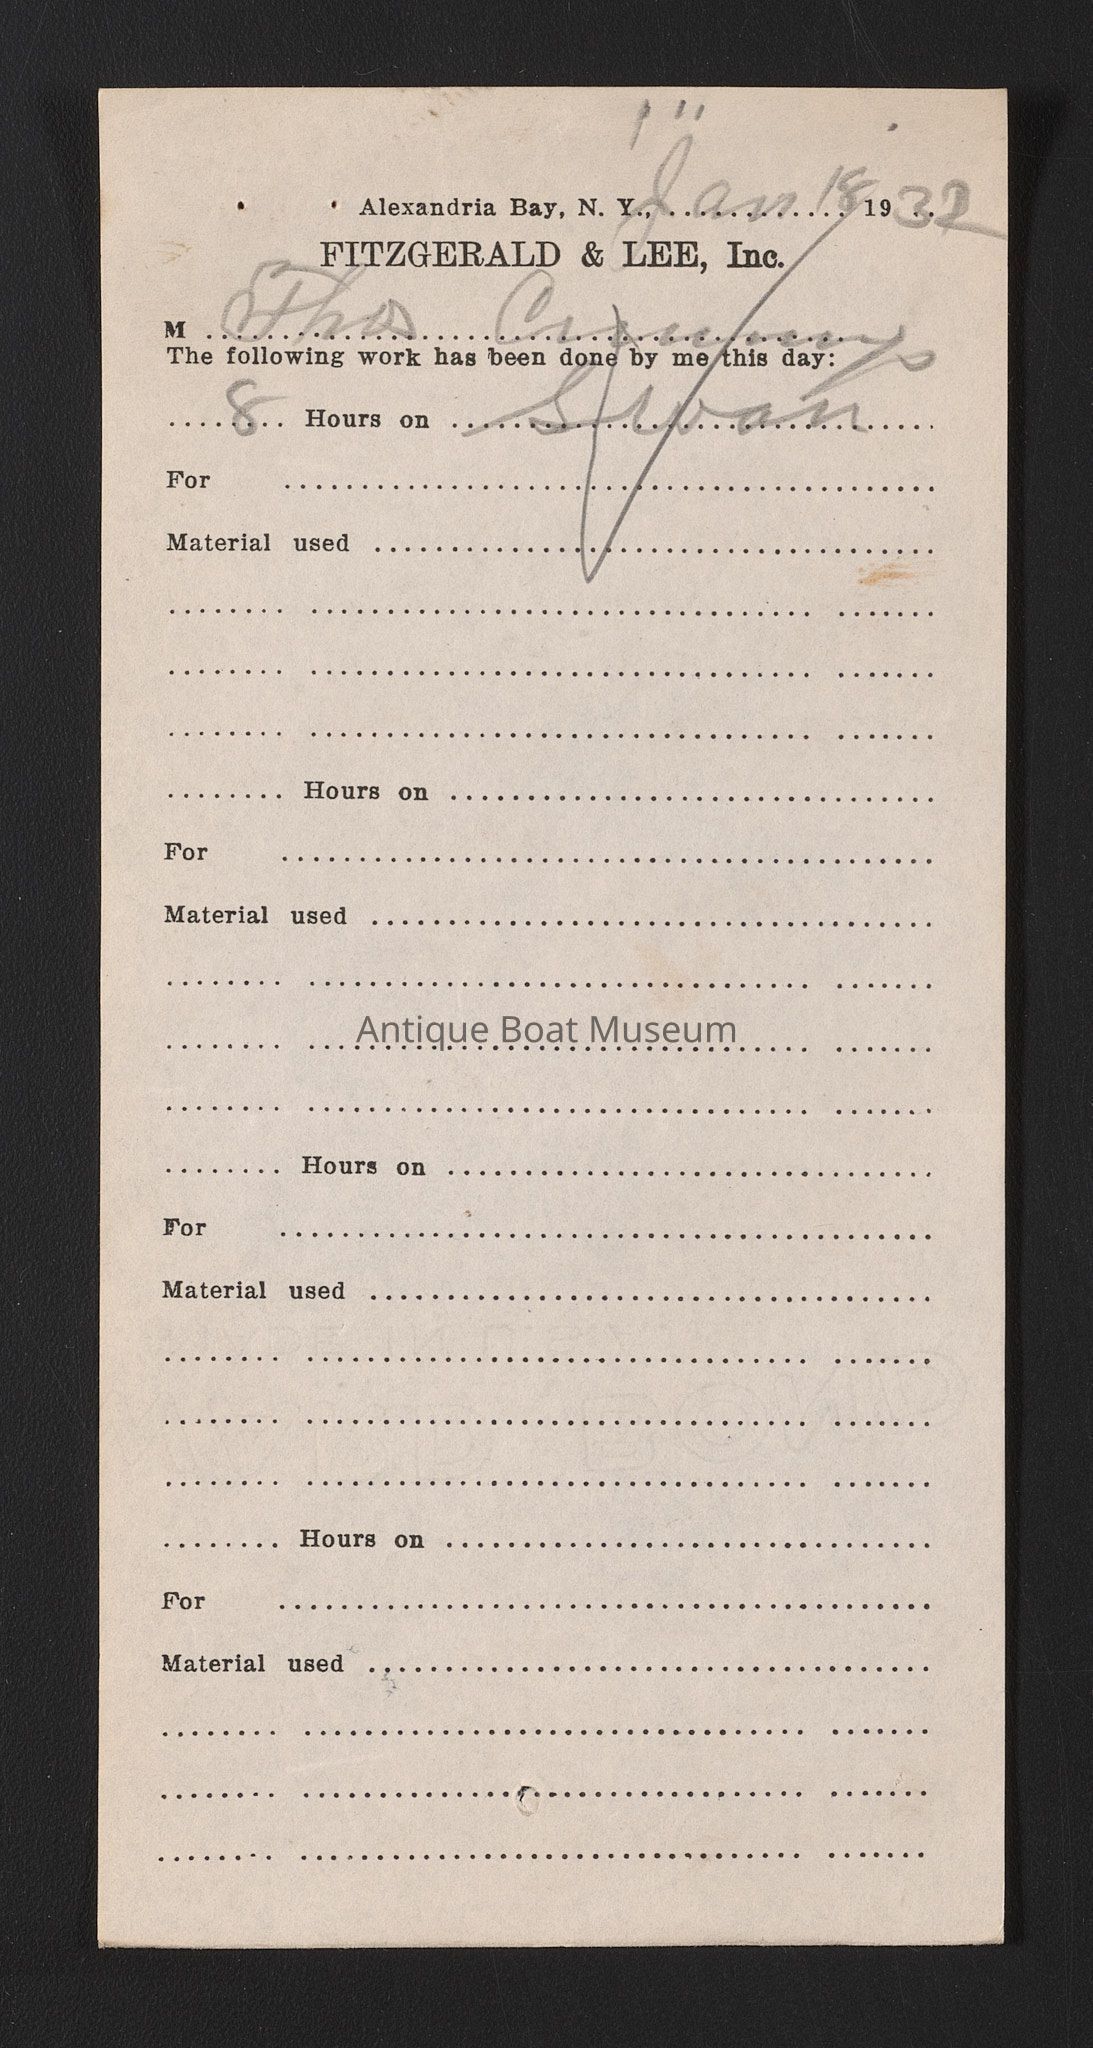 Alexandria Bay, N. Y., Jan 18 1932
FITZGERALD & LEE, Inc.
M Thos
The following work has been done by me this day:
8 Hours on Swan
For
Material used
Hours on
For
Material used
Antique Boat Museum
Hours on
For
Material used
Hours on
For
Material used